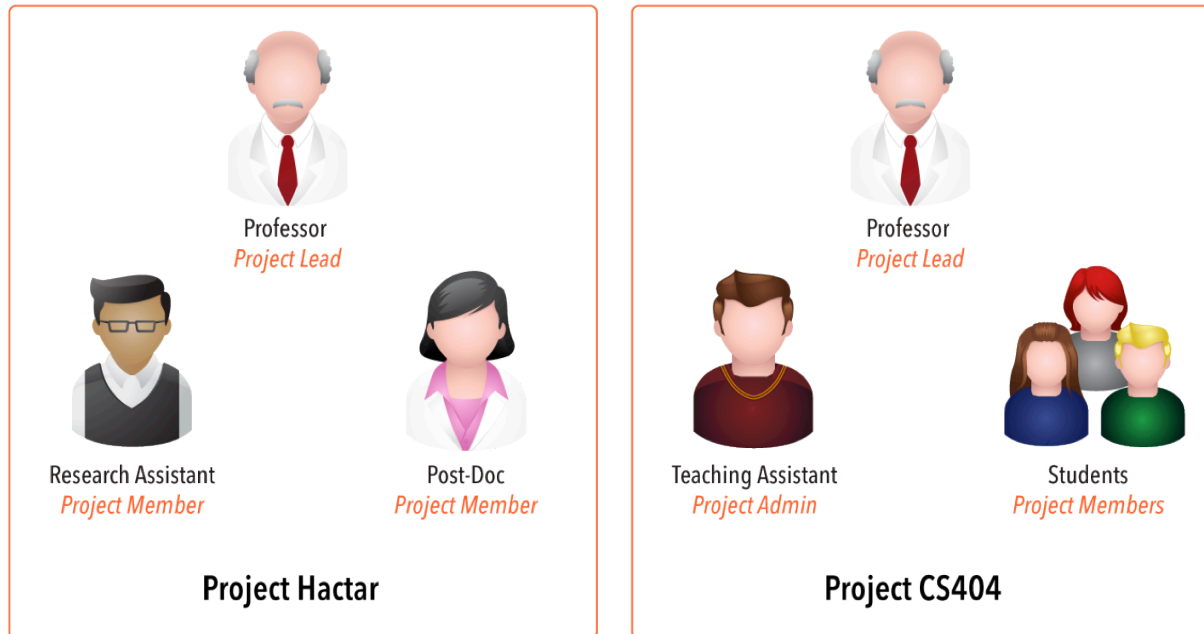 Professor
Project Lead
Research Assistant
Project Member
Post-Doc
Project Member
Project Hactar
Professor
Project Lead
Teaching Assistant
Project Admin
Students
Project Members
Project CS404